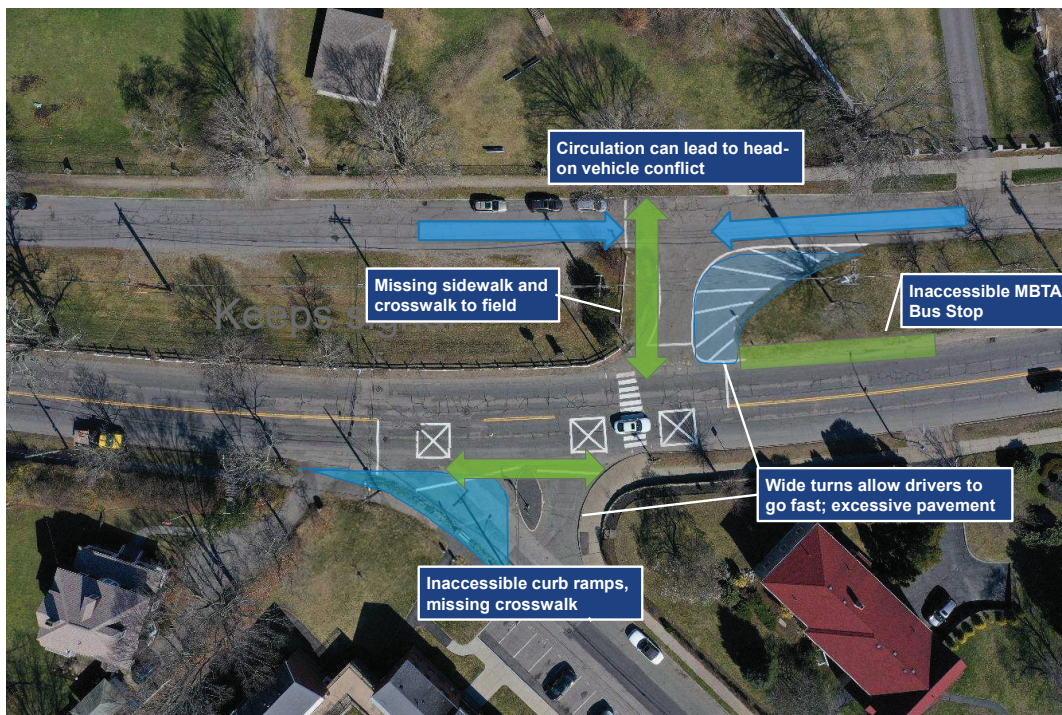 Circulation can lead to head-
on vehicle conflict
Missing sidewalk and
crosswalk to field
Inaccessible MBTA
Bus Stop
Wide turns allow drivers to
go fast; excessive pavement
Inaccessible curb ramps,
missing crosswalk
Keeps